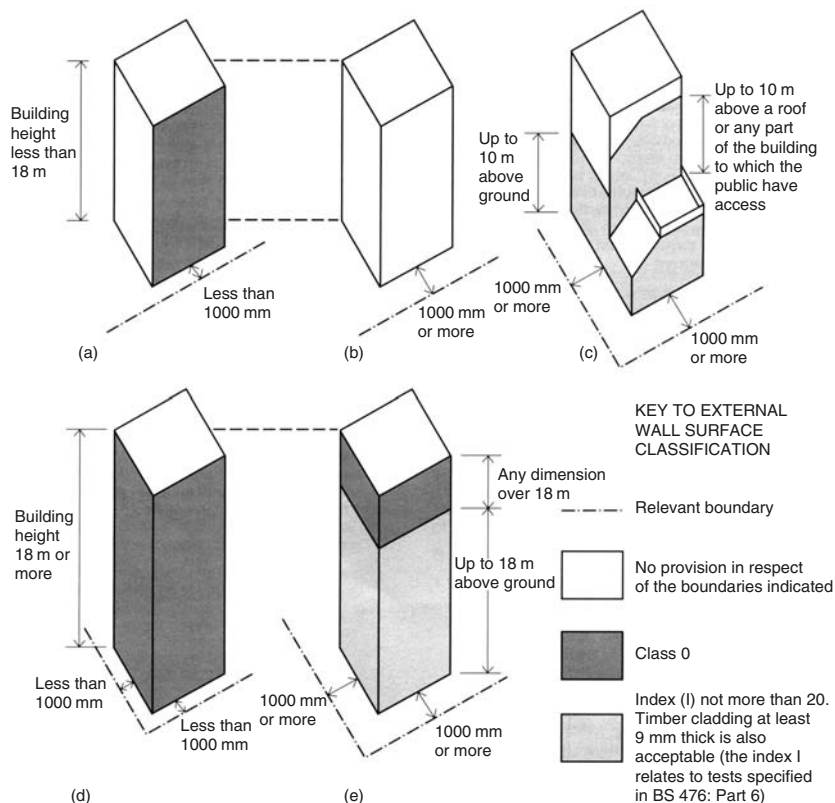 Building
height
less than
18 m
Less than
1000 mm
(a)
1000 mm
or more
(b)
Up to
10 m
above
ground
Up to 10 m
above a roof
or any part
of the building
to which the
public have
access
1000 mm
or more
1000 mm
or more
(c)
Building
height
18 m or
more
Less than
1000 mm
Less than
1000 mm
(d)
Any dimension
over 18 m
Up to 18 m
above ground
1000 mm
or more
1000 mm
or more
(e)
KEY TO EXTERNAL
WALL SURFACE
CLASSIFICATION
Relevant boundary
No provision in respect
of the boundaries indicated
Class 0
Index (I) not more than 20.
Timber cladding at least
9 mm thick is also
acceptable (the index I
relates to tests specified
in BS 476: Part 6)